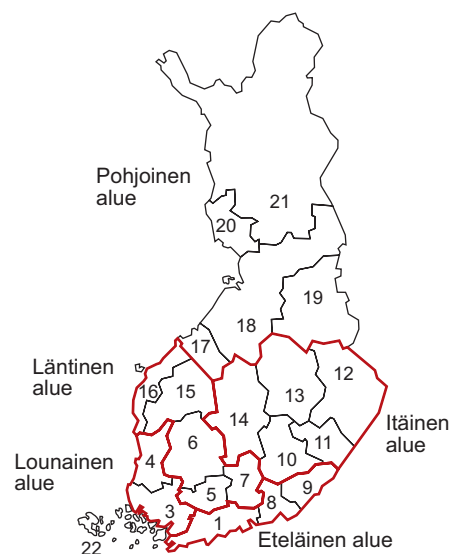 Pohjoinen
alue
21
20
19
18
17
Läntinen
alue
16
15
14
13
12
Itäinen
alue
11
10
Lounainen
alue
4
6
7
5
9
8
3
1
22
Eteläinen alue